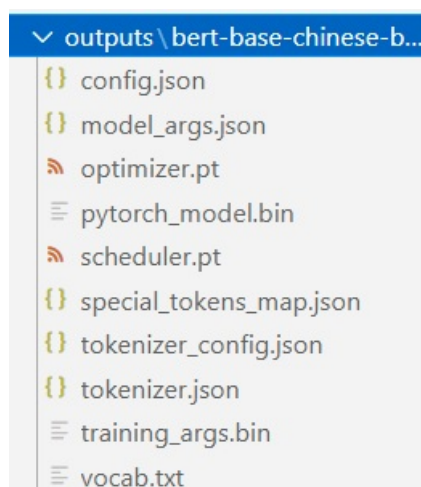 outputs\bert-base-chinese-b...
config.json
model_args.json
optimizer.pt
pytorch_model.bin
scheduler.pt
special_tokens_map.json
tokenizer_config.json
tokenizer.json
training_args.bin
vocab.txt